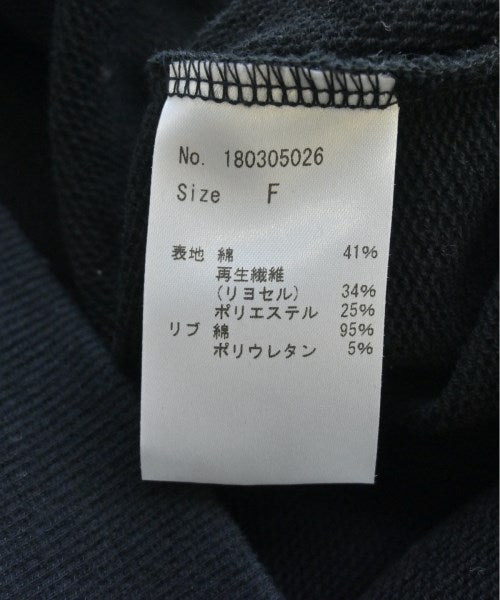 No. 180305026
Size F
表地 綿 41%
再生繊維
(リヨセル) 34%
ポリエステル 25%
リブ 綿 95%
ポリウレタン 5%